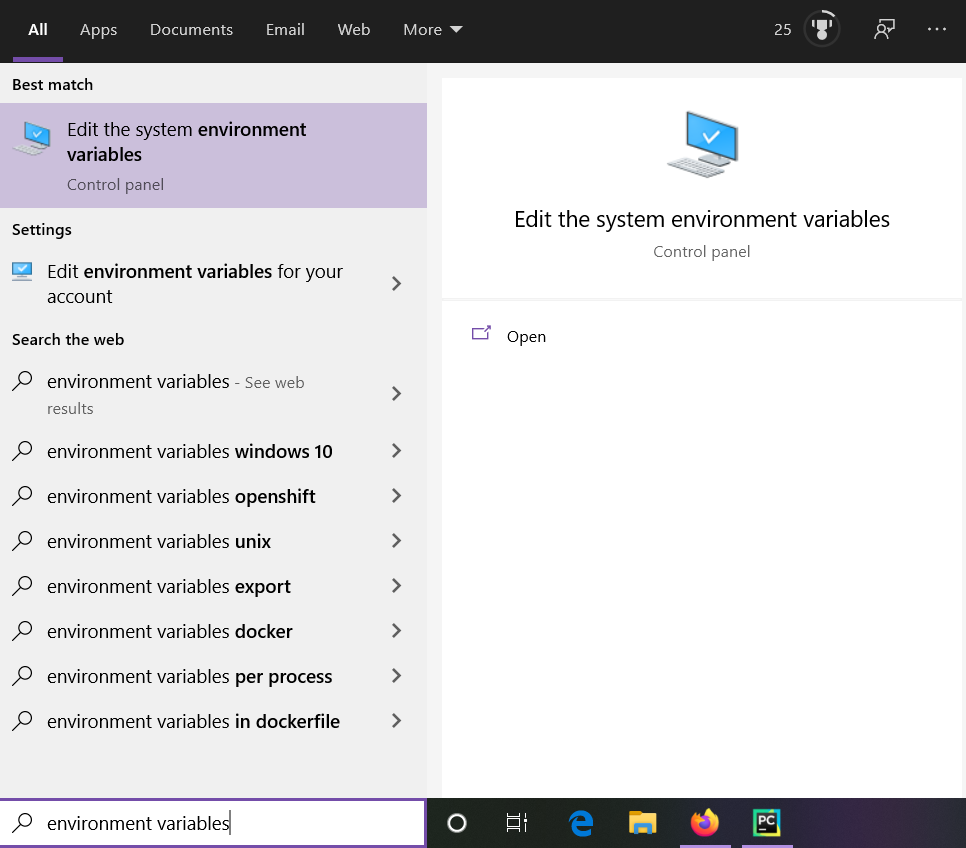 All Apps Documents Email Web More 25
Best match
Edit the system environment
variables
Control panel
Settings
Edit environment variables for your
account
Search the web
environment variables - See web
results
environment variables windows 10
environment variables openshift
environment variables unix
environment variables export
environment variables docker
environment variables per process
environment variables in dockerfile
Edit the system environment variables
Control panel
Open
environment variables
PC